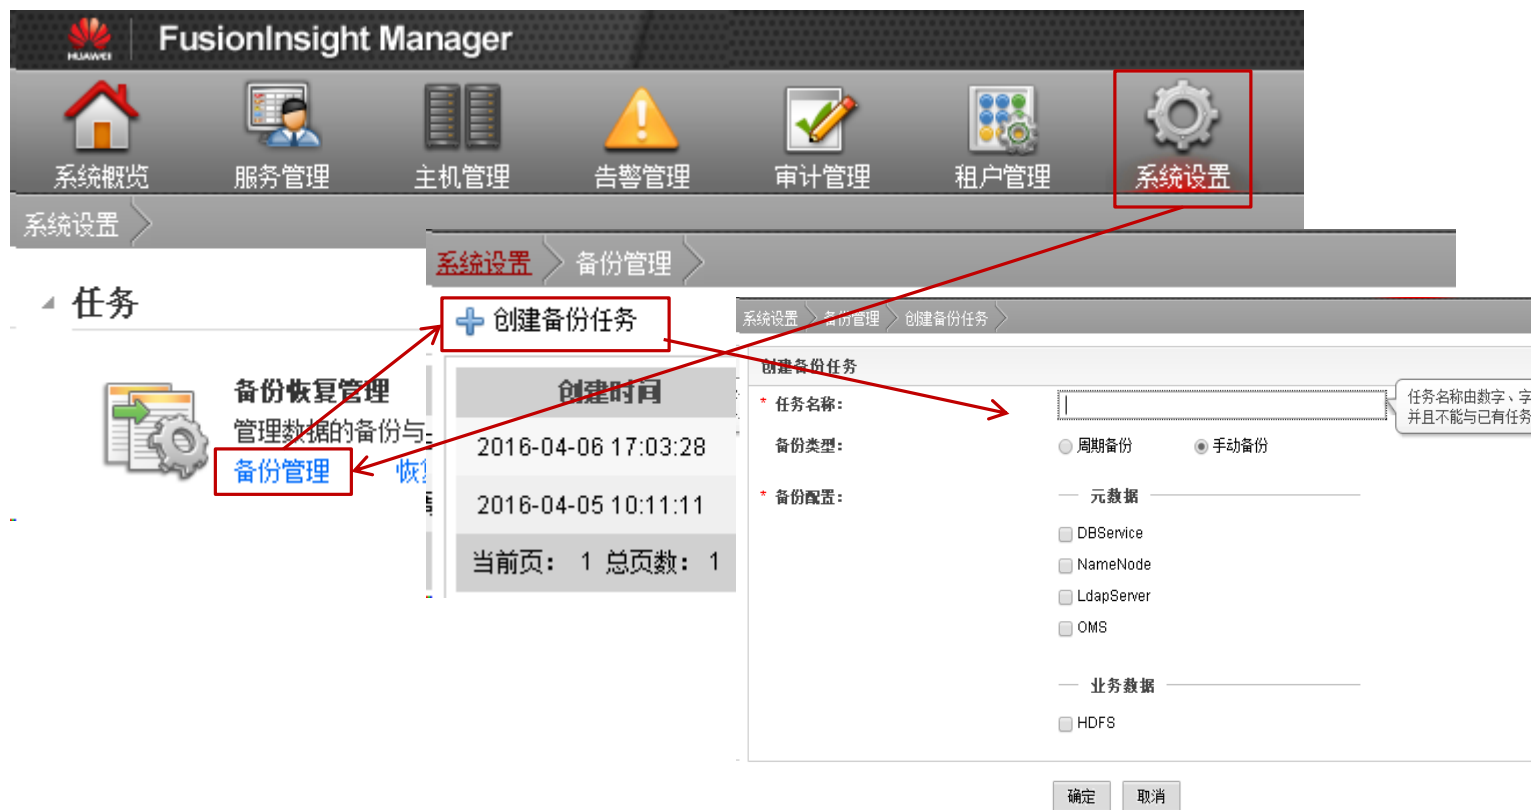 HUAWEI
FusionInsight Manager
系统概览
服务管理
主机管理
告警管理
审计管理
租户管理
系统设置
系统设置
任务
备份恢复管理
管理数据的备份与
备份管理
系统设置
备份管理
创建备份任务
创建时间
2016-04-06 17:03:28
2016-04-05 10:11:11
当前页： 1 总页数： 1
系统设置
备份管理
创建备份任务
创建备份任务
* 任务名称：
任务名称由数字、字
并且不能与已有任务
备份类型：
周期备份
手动备份
* 备份配置：
元数据
DBService
NameNode
LdapServer
OMS
业务数据
HDFS
确定
取消